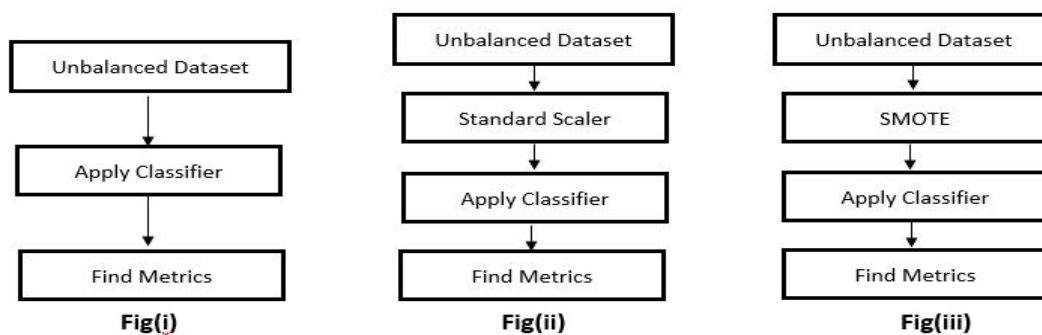 Unbalanced Dataset
Apply Classifier
Find Metrics
Fig(i)
Unbalanced Dataset
Standard Scaler
Apply Classifier
Find Metrics
Fig(ii)
Unbalanced Dataset
SMOTE
Apply Classifier
Find Metrics
Fig(iii)